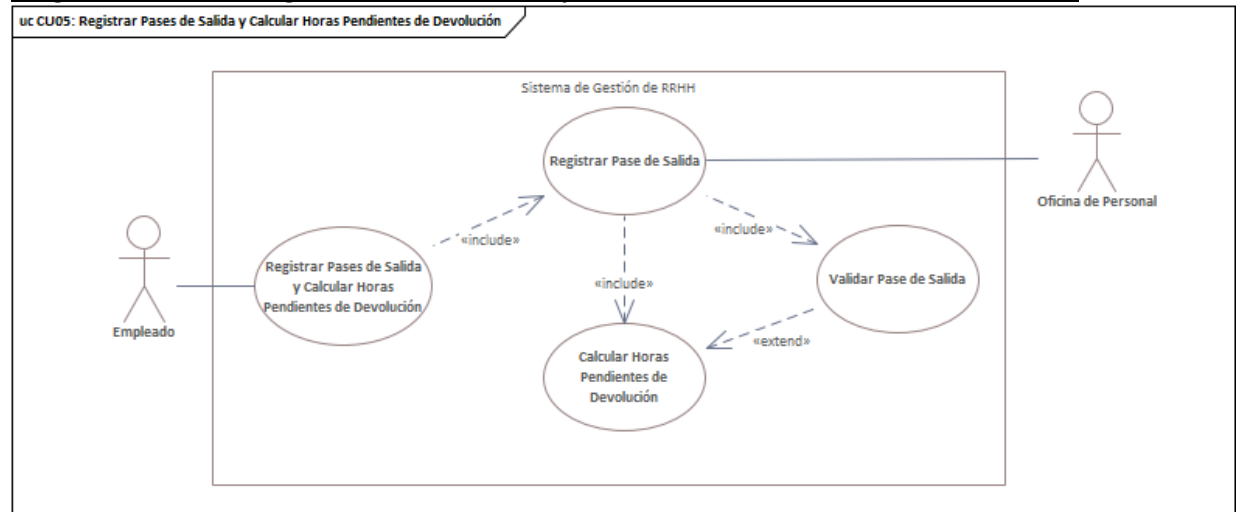 uc CU05: Registrar Pases de Salida y Calcular Horas Pendientes de Devolución
Sistema de Gestión de RRHH
Registrar Pase de Salida
Oficina de Personal
«include»
«include»
Registrar Pases de Salida
y Calcular Horas
Pendientes de Devolución
«include»
Validar Pase de Salida
Empleado
«extend»
Calcular Horas
Pendientes de
Devolución